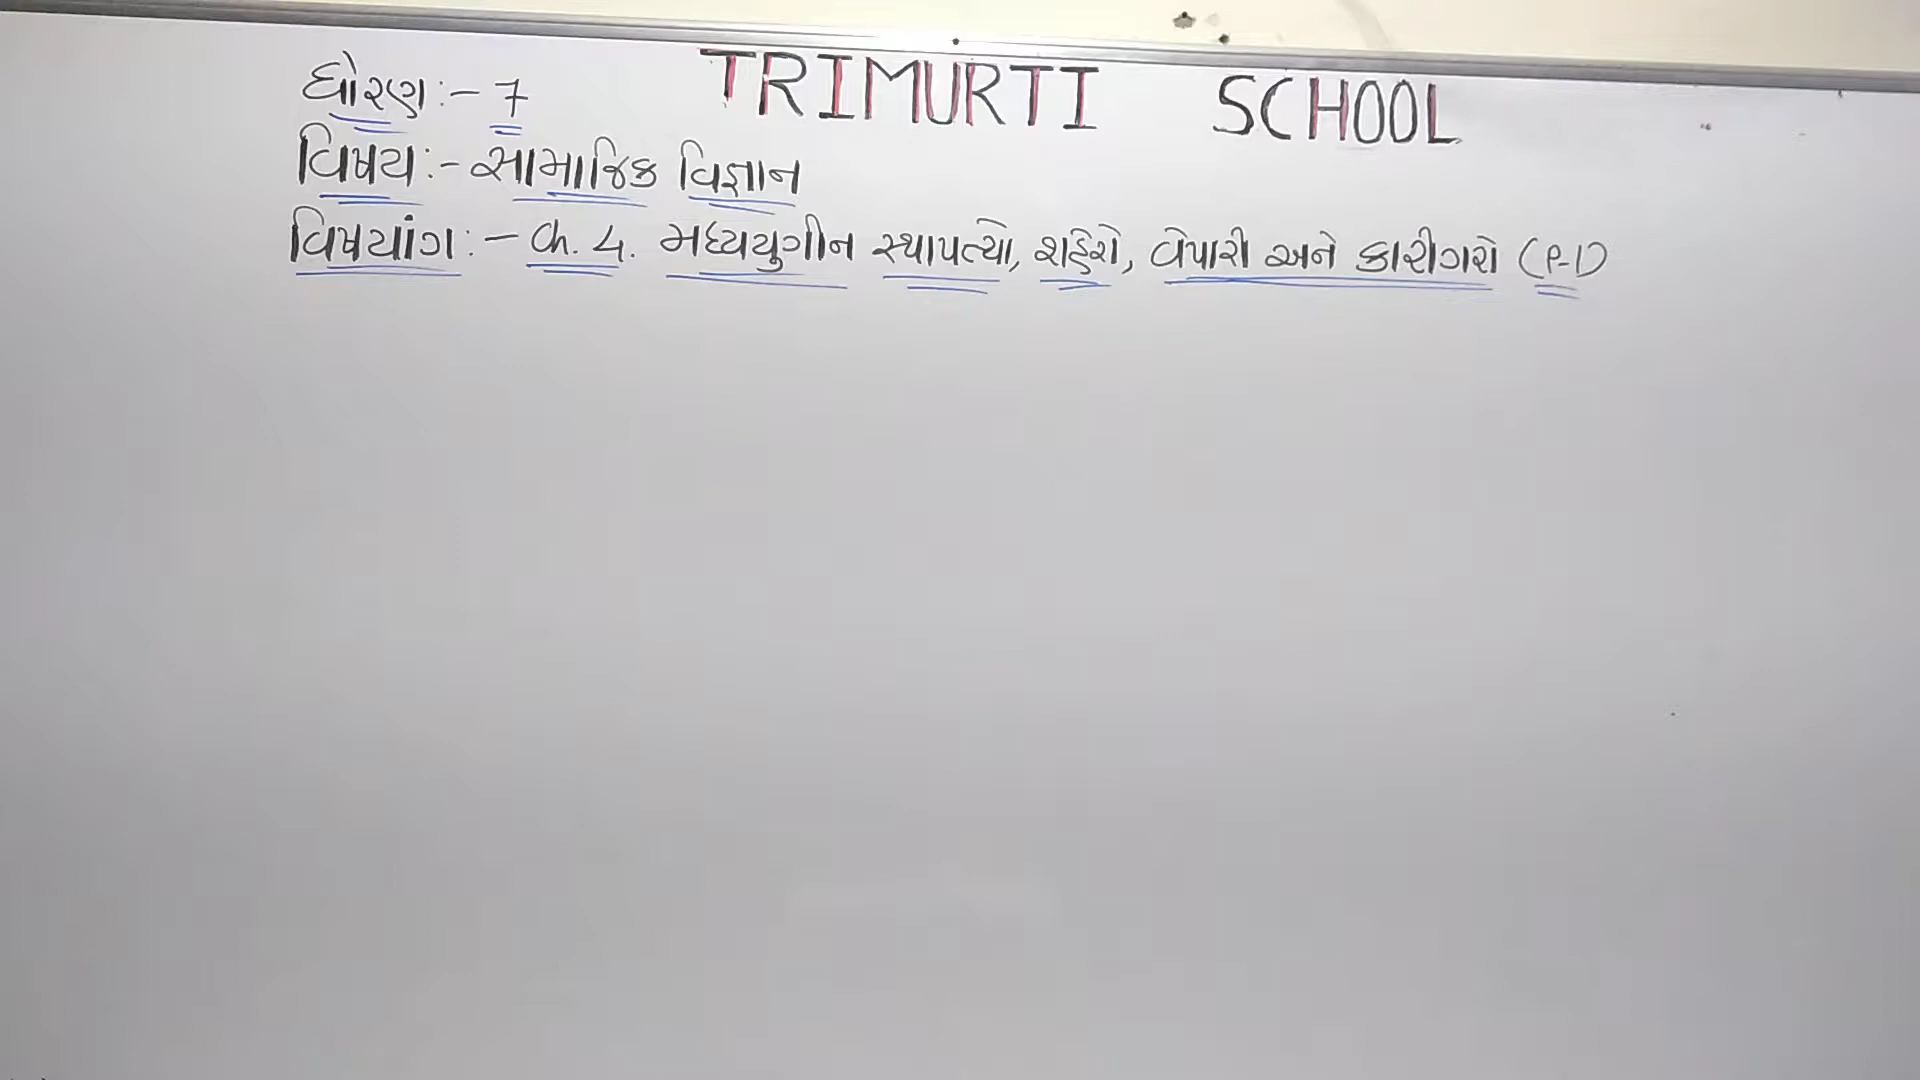 TRIMURTI SCHOOL
ધોરણ :- 7
વિષય :- સામાજિક વિજ્ઞાન
વિષયાંગ :- Ch. 4. મધ્યયુગીન સ્થાપત્યો, શહેરો, વેપારી અને કારીગરો (P-1)